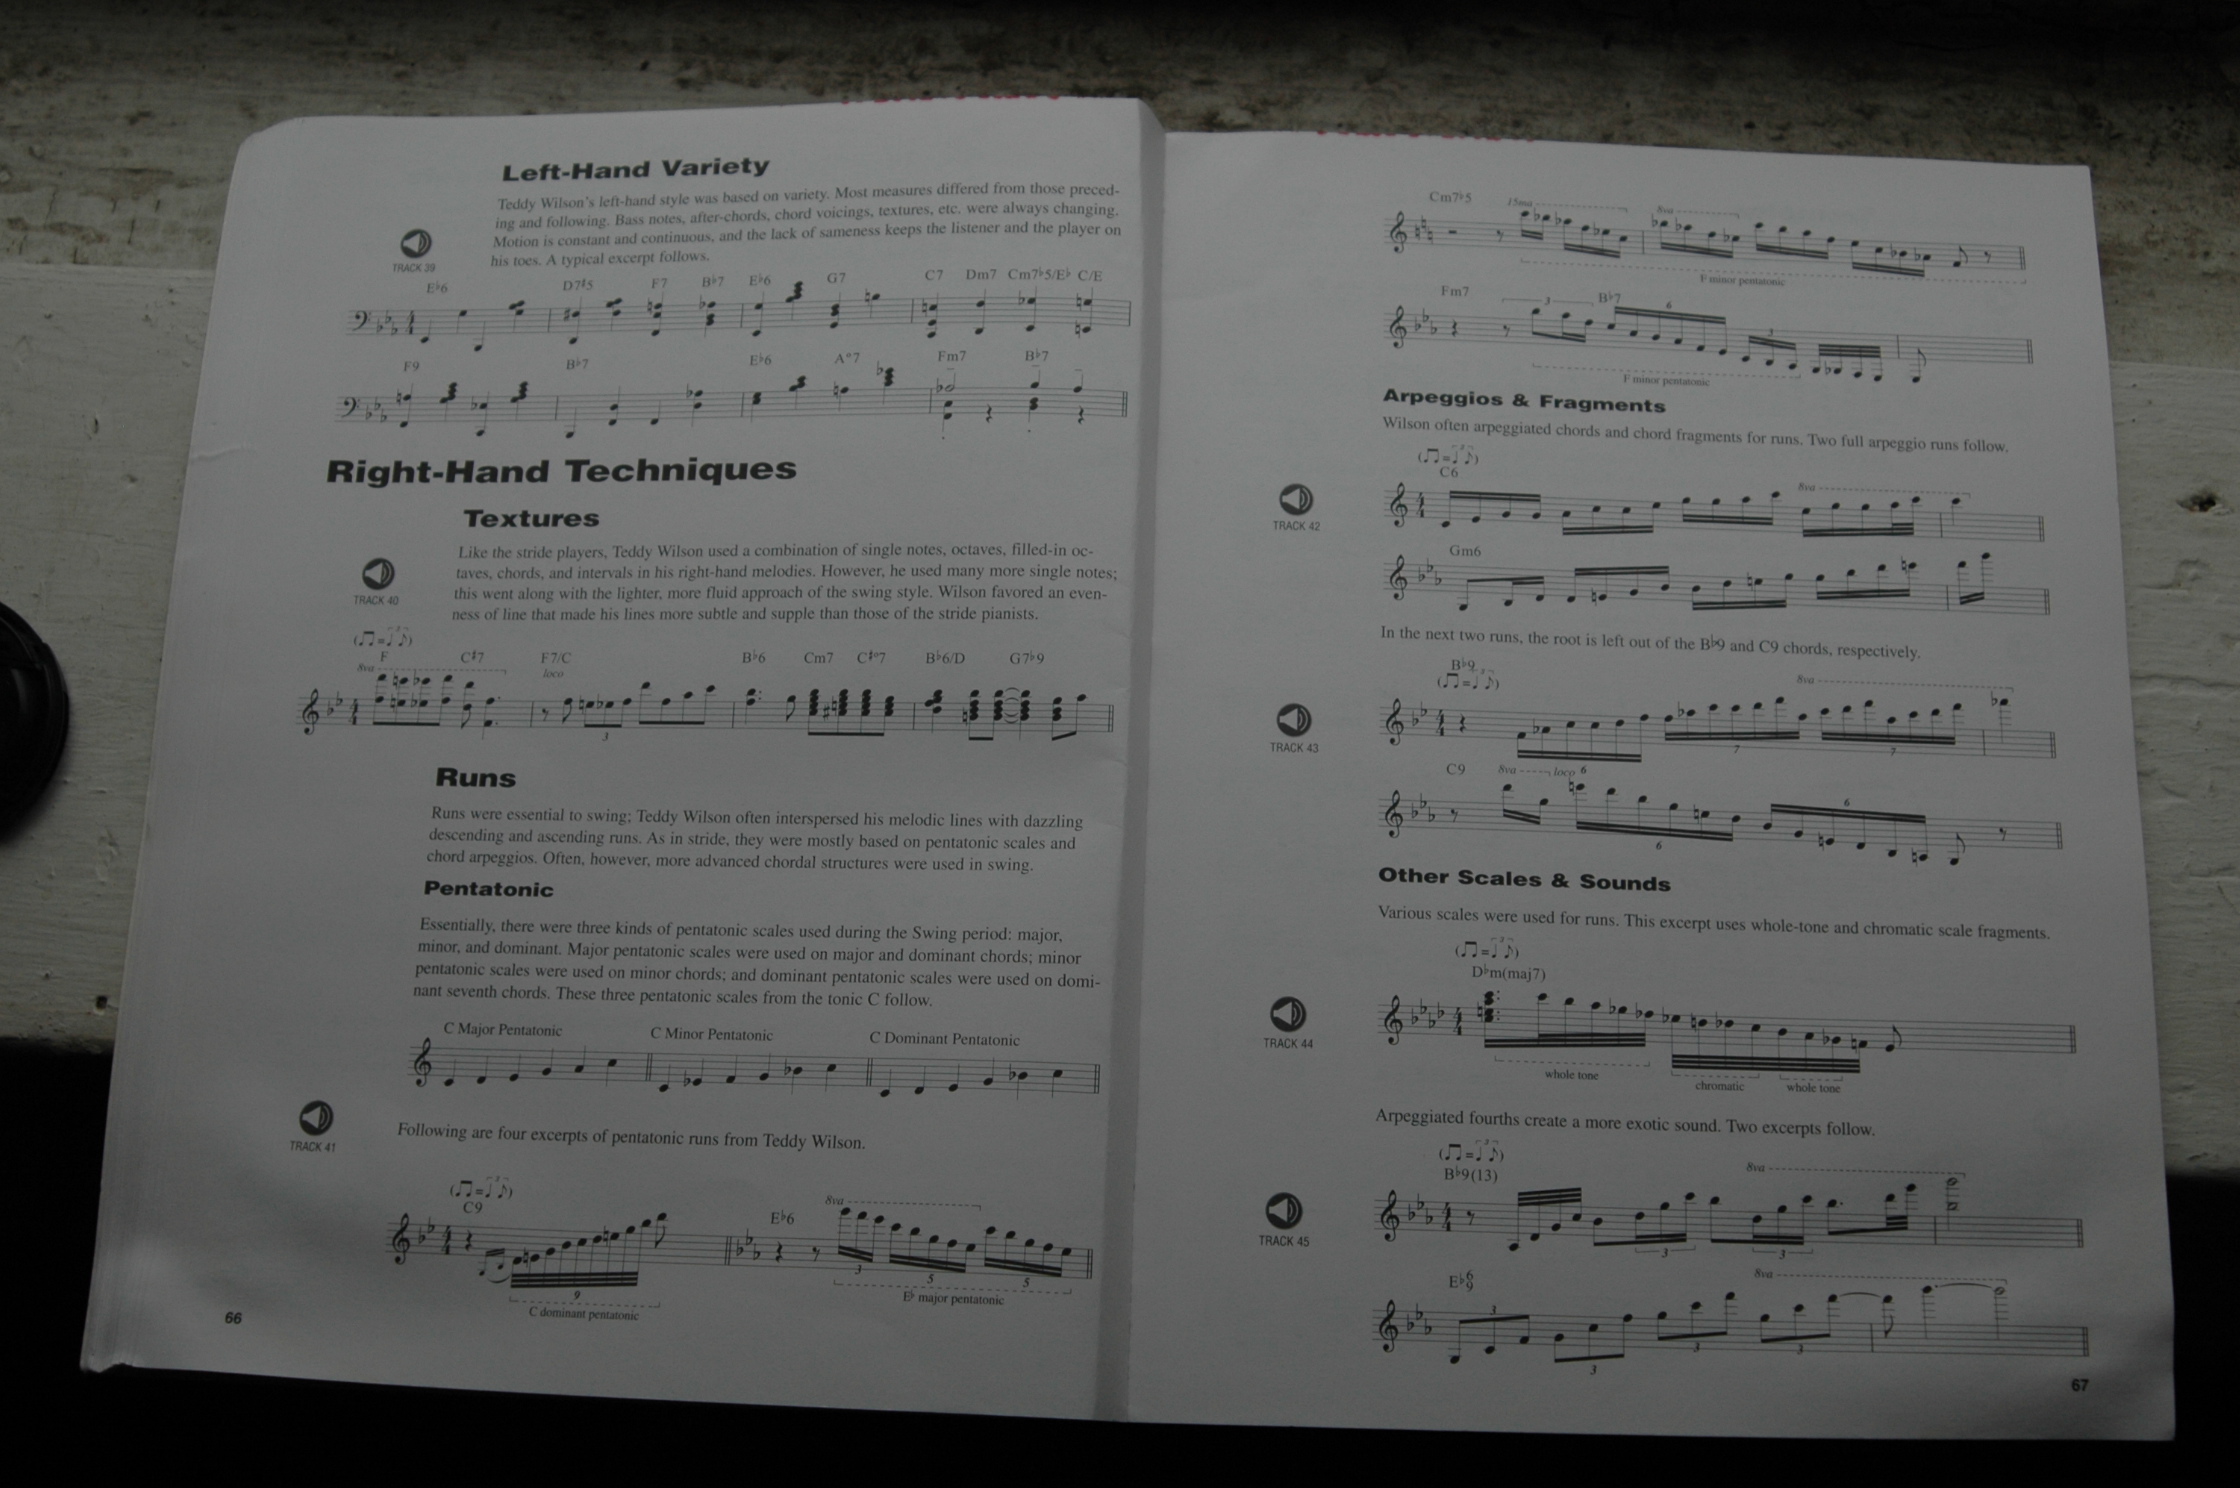 Left-Hand Variety
Teddy Wilson's left-hand style was based on variety. Most measures differed from those preced-
ing and following. Bass notes, after-chords, chord voicings, textures, etc. were always changing.
Motion is constant and continuous, and the lack of sameness keeps the listener and the player on
his toes. A typical excerpt follows.
TRACK 39
E♭6 D7♯5 F7 B♭7 E♭6 G7 C7 Dm7 Cm7♭5/E♭ C/E
F9 B♭7 E♭6 A°7 Fm7 B♭7
Right-Hand Techniques
Textures
Like the stride players, Teddy Wilson used a combination of single notes, octaves, filled-in oc-
taves, chords, and intervals in his right-hand melodies. However, he used many more single notes;
this went along with the lighter, more fluid approach of the swing style. Wilson favored an even-
ness of line that made his lines more subtle and supple than those of the stride pianists.
TRACK 40
3
F C♯7 F7/C B♭6 Cm7 C♯°7 B♭6/D G7♭9
8va loco
3
Runs
Runs were essential to swing; Teddy Wilson often interspersed his melodic lines with dazzling
descending and ascending runs. As in stride, they were mostly based on pentatonic scales and
chord arpeggios. Often, however, more advanced chordal structures were used in swing.
Pentatonic
Essentially, there were three kinds of pentatonic scales used during the Swing period: major,
minor, and dominant. Major pentatonic scales were used on major and dominant chords; minor
pentatonic scales were used on minor chords; and dominant pentatonic scales were used on domi-
nant seventh chords. These three pentatonic scales from the tonic C follow.
C Major Pentatonic C Minor Pentatonic C Dominant Pentatonic
TRACK 41
Following are four excerpts of pentatonic runs from Teddy Wilson.
3
C9 E♭6 8va
9 3 5 5
C dominant pentatonic E♭ major pentatonic
66
Cm7♭5 15ma 8va
F minor pentatonic
Fm7 3 B♭7 6 3
F minor pentatonic
Arpeggios & Fragments
Wilson often arpeggiated chords and chord fragments for runs. Two full arpeggio runs follow.
3
C6 8va
TRACK 42
Gm6
In the next two runs, the root is left out of the B♭9 and C9 chords, respectively.
B♭9
3 8va
TRACK 43
7 7
C9 8va loco 6
6 6
Other Scales & Sounds
Various scales were used for runs. This excerpt uses whole-tone and chromatic scale fragments.
3
D♭m(maj7)
TRACK 44
whole tone chromatic whole tone
Arpeggiated fourths create a more exotic sound. Two excerpts follow.
3
B♭9(13) 8va
TRACK 45
3 3
E♭6/9 8va
3 3 3 3
67